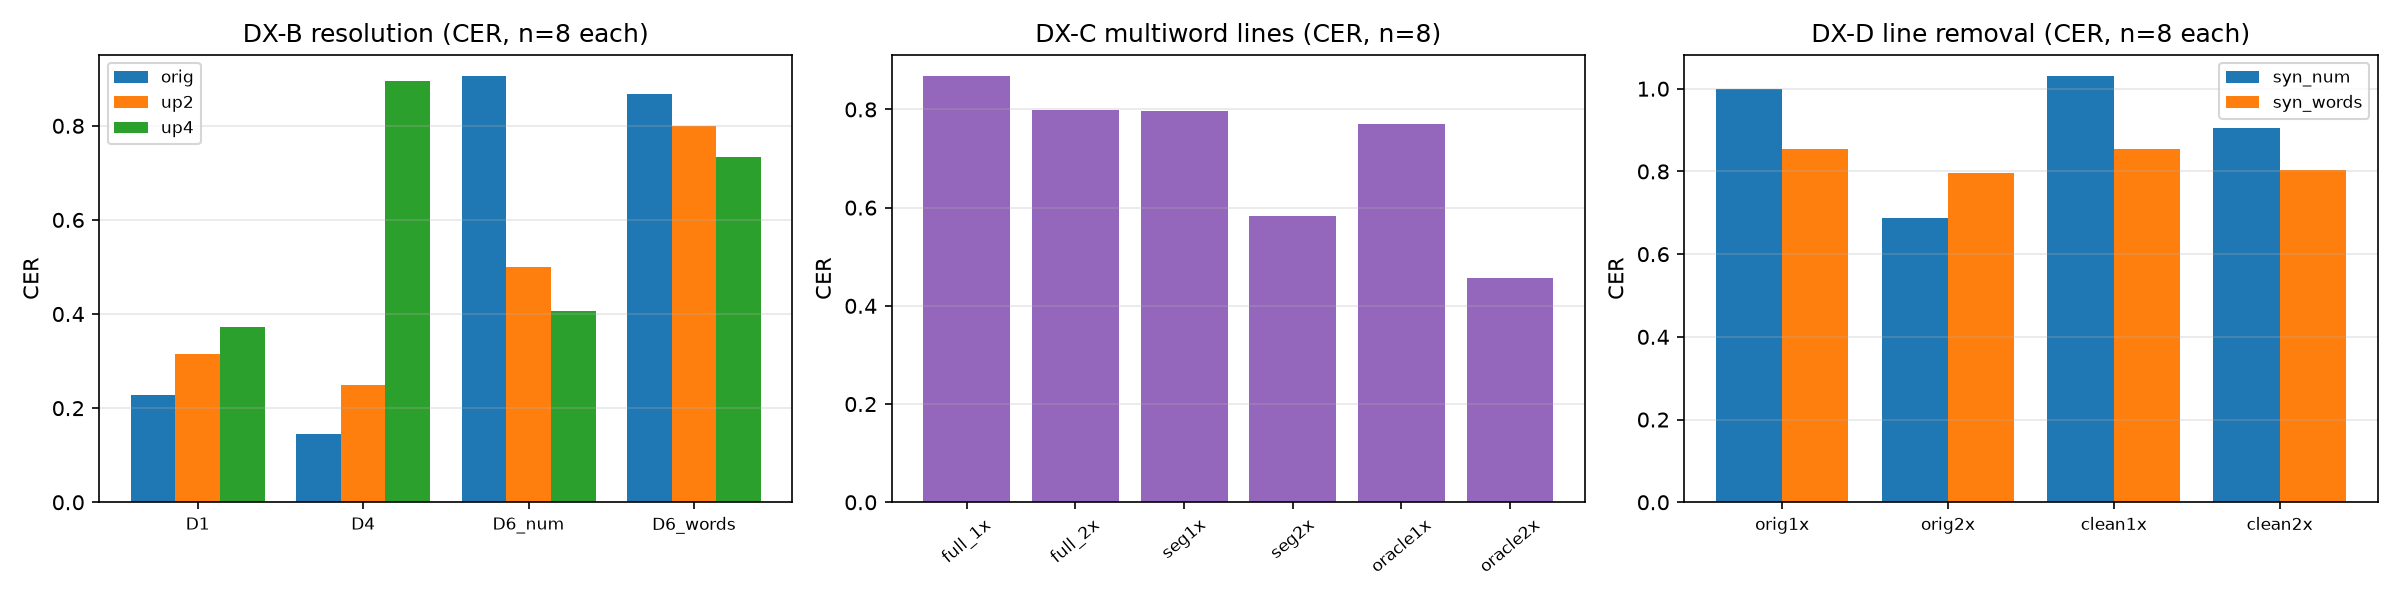 DX-B resolution (CER, n=8 each)
orig
up2
up4
CER
0.8
0.6
0.4
0.2
0.0
D1
D4
D6_num
D6_words
DX-C multiword lines (CER, n=8)
CER
0.8
0.6
0.4
0.2
0.0
full_1x
full_2x
seg1x
seg2x
oracle1x
oracle2x
DX-D line removal (CER, n=8 each)
syn_num
syn_words
CER
1.0
0.8
0.6
0.4
0.2
0.0
orig1x
orig2x
clean1x
clean2x